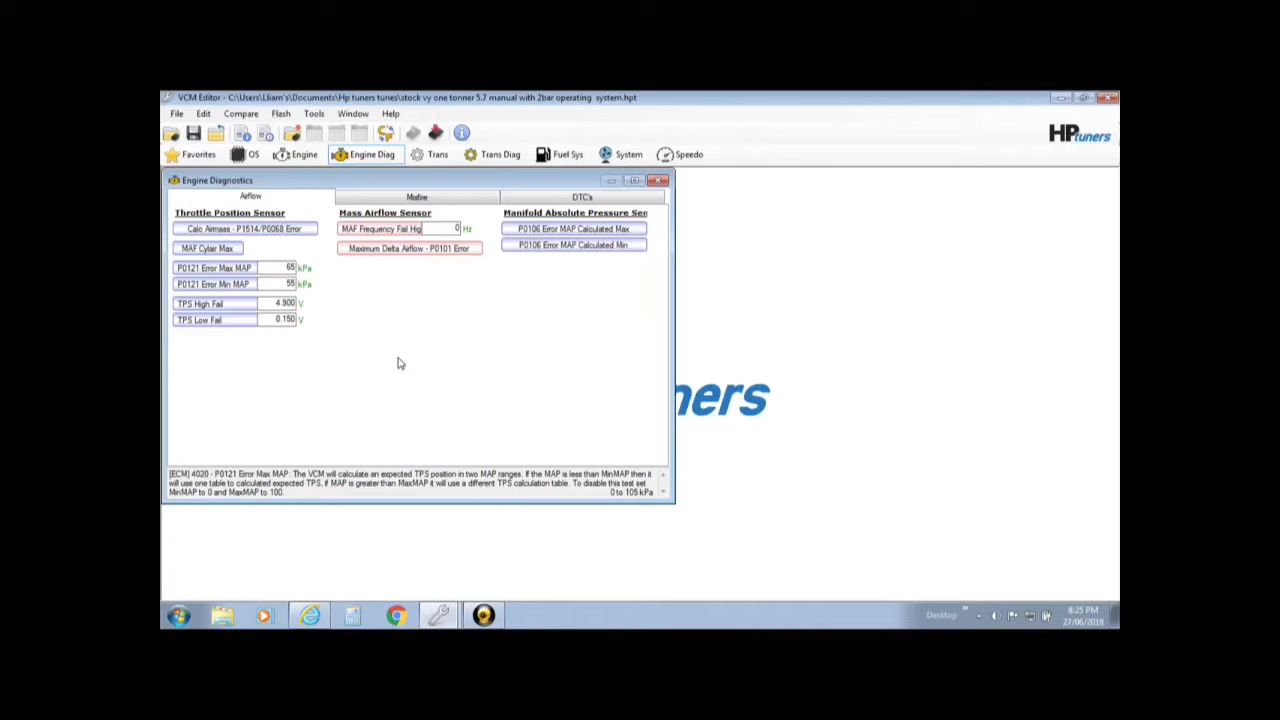 VCM Editor - C:\Users\Lkam's\Documents\Hp tuners tunes\stock vy one tonner 5.7 manual with 2bar operating system.hpt
File Edit Compare Flash Tools Window Help
HPtuners
Favorites OS Engine Engine Diag Trans Trans Diag Fuel Sys System Speedo
Engine Diagnostics
Airflow Misfire DTC's
Throttle Position Sensor Mass Airflow Sensor Manifold Absolute Pressure Sen
Calc Airmass - P1514/P0068 Error MAF Frequency Fail Hig 0 Hz P0106 Error MAP Calculated Max
MAF Cylair Max Maximum Delta Airflow - P0101 Error P0106 Error MAP Calculated Min
P0121 Error Max MAP 65 kPa
P0121 Error Min MAP 55 kPa
TPS High Fail 4.900 V
TPS Low Fail 0.150 V
ners
[ECM] 4020 - P0121 Error Max MAP: The VCM will calculate an expected TPS position in two MAP ranges. If the MAP is less than MinMAP then it
will use one table to calculated expected TPS, if MAP is greater than MaxMAP it will use a different TPS calculation table. To disable this test set
MinMAP to 0 and MaxMAP to 100. 0 to 105 kPa
Desktop 8:25 PM
27/06/2018